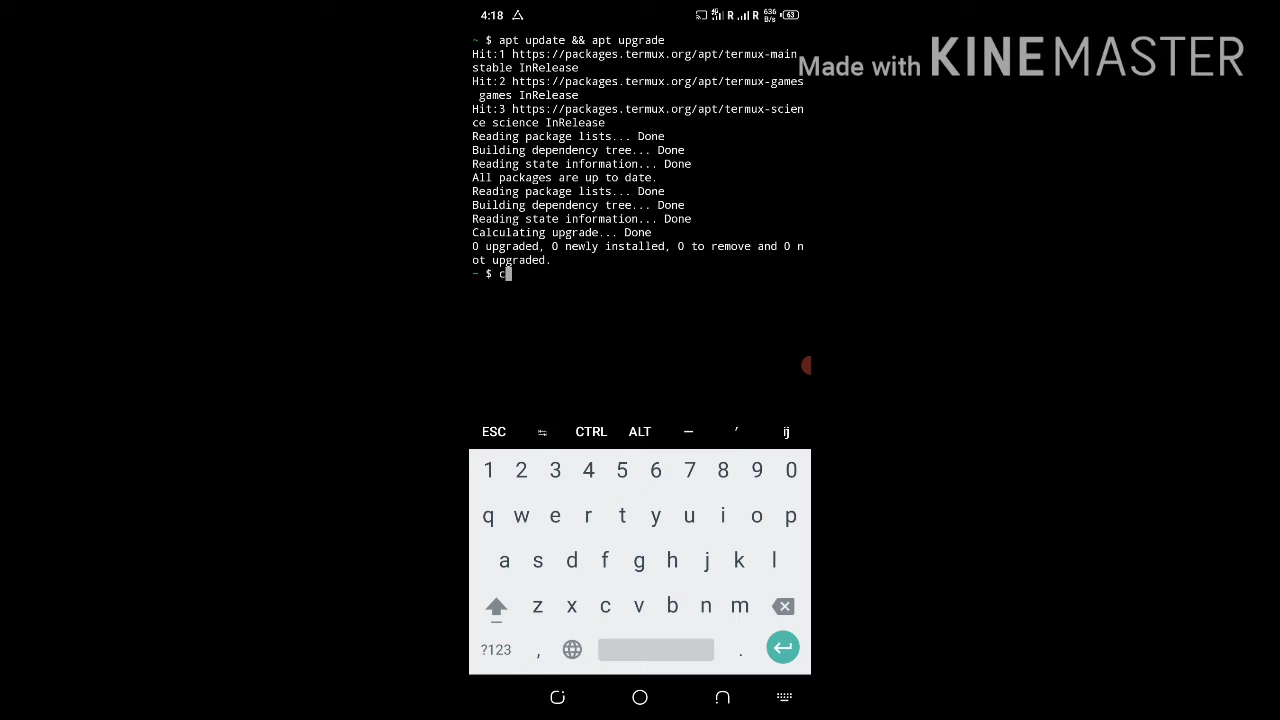 4:18 R R 636 B/s 63
Made with KINEMASTER
~ $ apt update && apt upgrade
Hit:1 https://packages.termux.org/apt/termux-main
stable InRelease
Hit:2 https://packages.termux.org/apt/termux-games
games InRelease
Hit:3 https://packages.termux.org/apt/termux-scien
ce science InRelease
Reading package lists... Done
Building dependency tree... Done
Reading state information... Done
All packages are up to date.
Reading package lists... Done
Building dependency tree... Done
Reading state information... Done
Calculating upgrade... Done
0 upgraded, 0 newly installed, 0 to remove and 0 n
ot upgraded.
~ $ c
ESC CTRL ALT —
1 2 3 4 5 6 7 8 9 0
q w e r t y u i o p
a s d f g h j k l
z x c v b n m
?123 , .